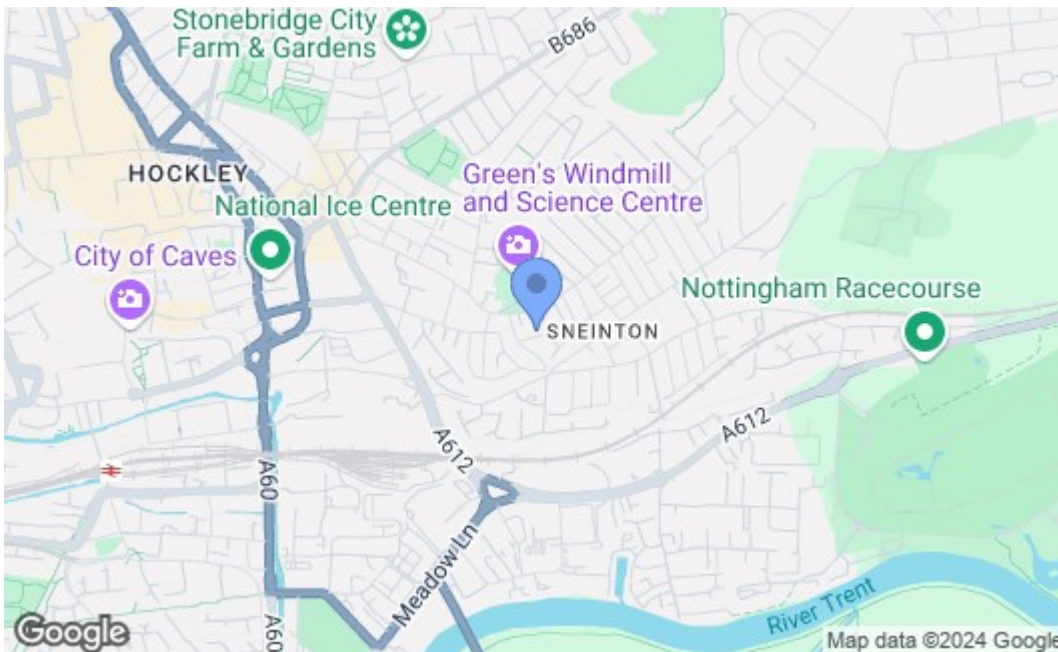 Stonebridge City
Farm & Gardens
B686
HOCKLEY
Green's Windmill
and Science Centre
National Ice Centre
City of Caves
Nottingham Racecourse
SNEINTON
A612
A612
A60
Meadow Ln
River Trent
A60
Google
Map data ©2024 Google